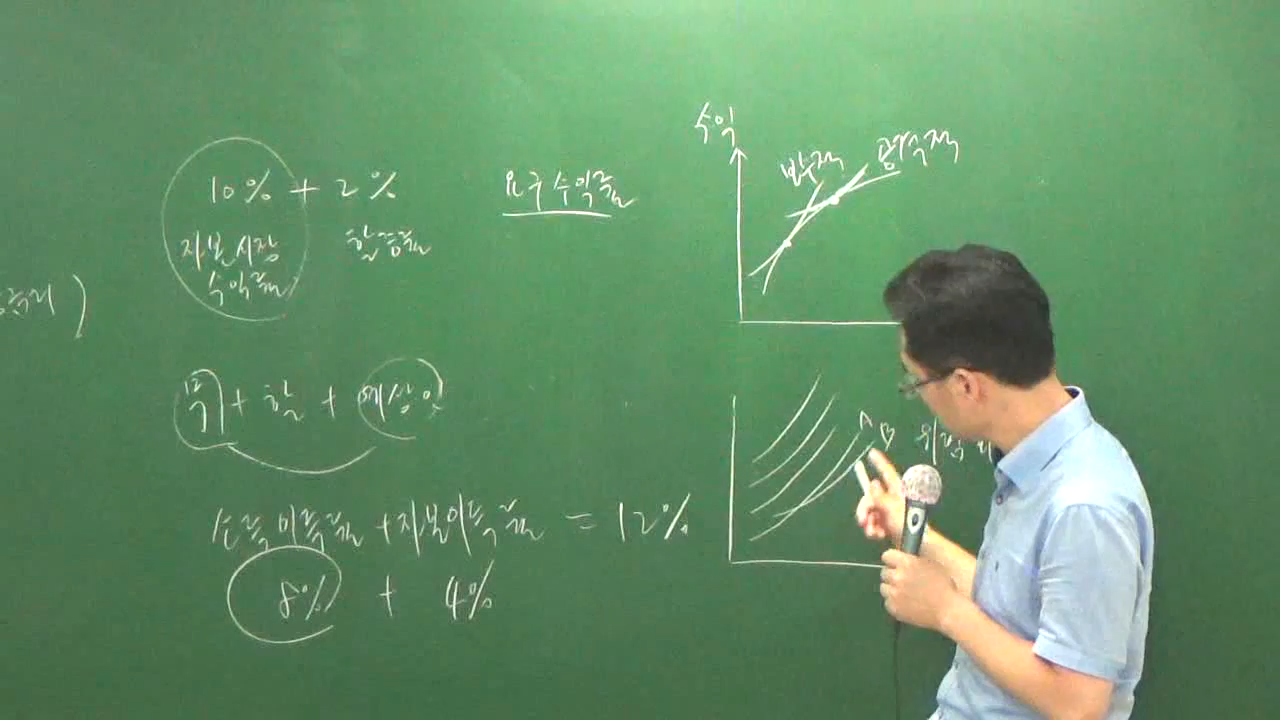 10% + 2%
자본시장 할증률
수익률
요구수익률
12
무 + 할 + 예상인
소득이득률 + 자본이득률 = 12%
8% + 4%
수익
보수적 공격적
A B